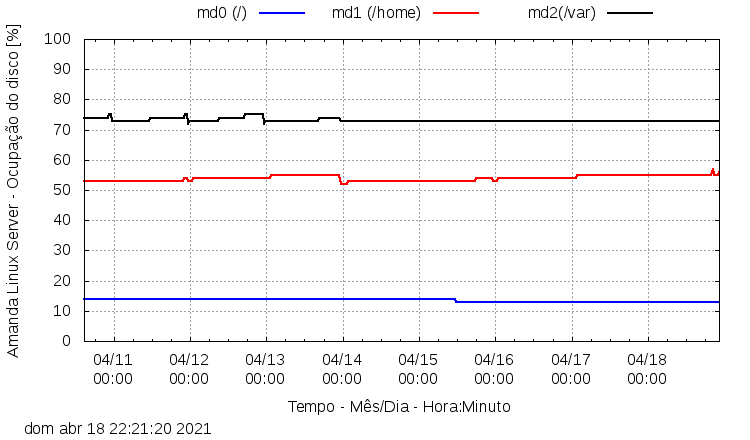 md0 (/) md1 (/home) md2(/var)
Amanda Linux Server - Ocupação do disco [%]
100
90
80
70
60
50
40
30
20
10
0
04/11 04/12 04/13 04/14 04/15 04/16 04/17 04/18
00:00 00:00 00:00 00:00 00:00 00:00 00:00 00:00
Tempo - Mês/Dia - Hora:Minuto
dom abr 18 22:21:20 2021